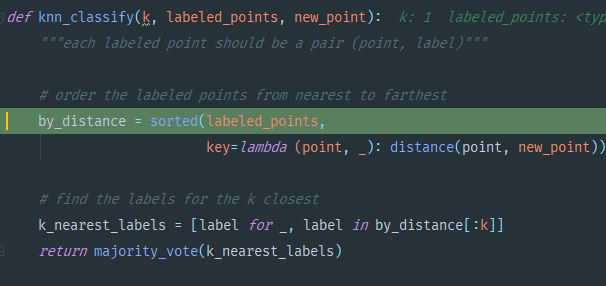 def knn_classify(k, labeled_points, new_point):  k: 1  labeled_points: <typ
"""each labeled point should be a pair (point, label)"""
# order the labeled points from nearest to farthest
by_distance = sorted(labeled_points,
key=lambda (point, _): distance(point, new_point))
# find the labels for the k closest
k_nearest_labels = [label for _, label in by_distance[:k]]
return majority_vote(k_nearest_labels)